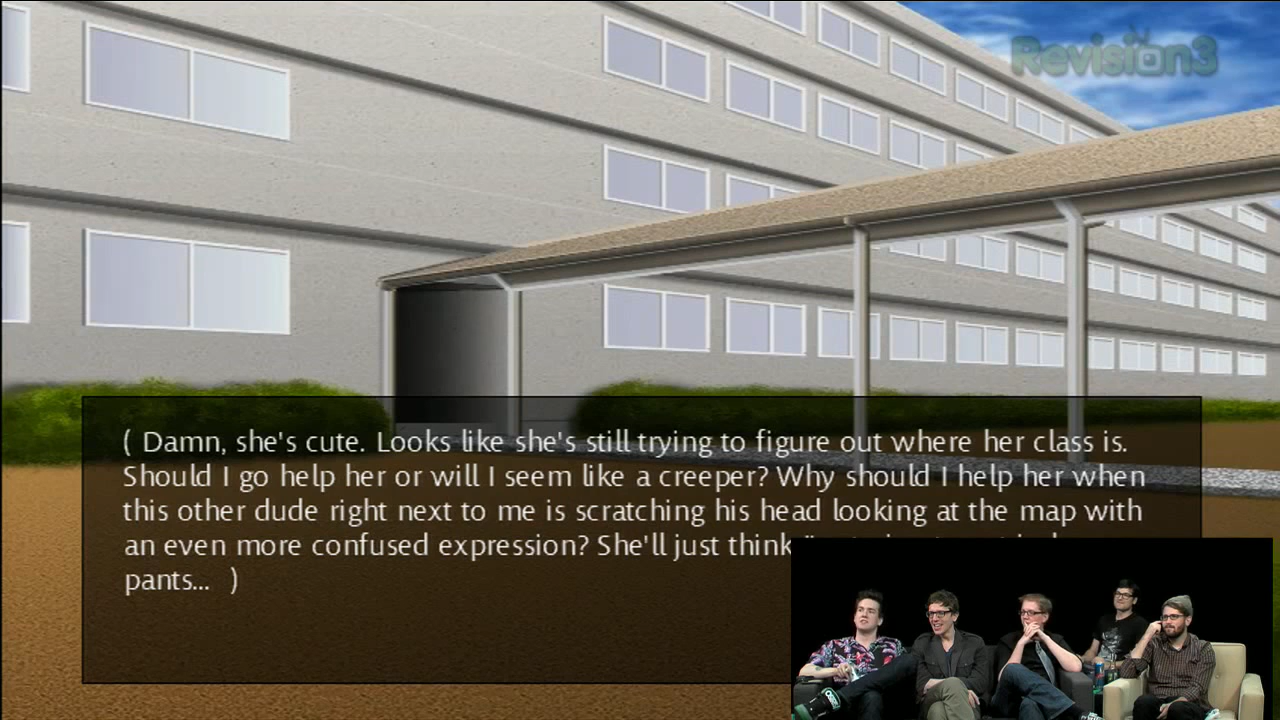 Revision3
( Damn, she's cute. Looks like she's still trying to figure out where her class is.
Should I go help her or will I seem like a creeper? Why should I help her when
this other dude right next to me is scratching his head looking at the map with
an even more confused expression? She'll just think
pants... )